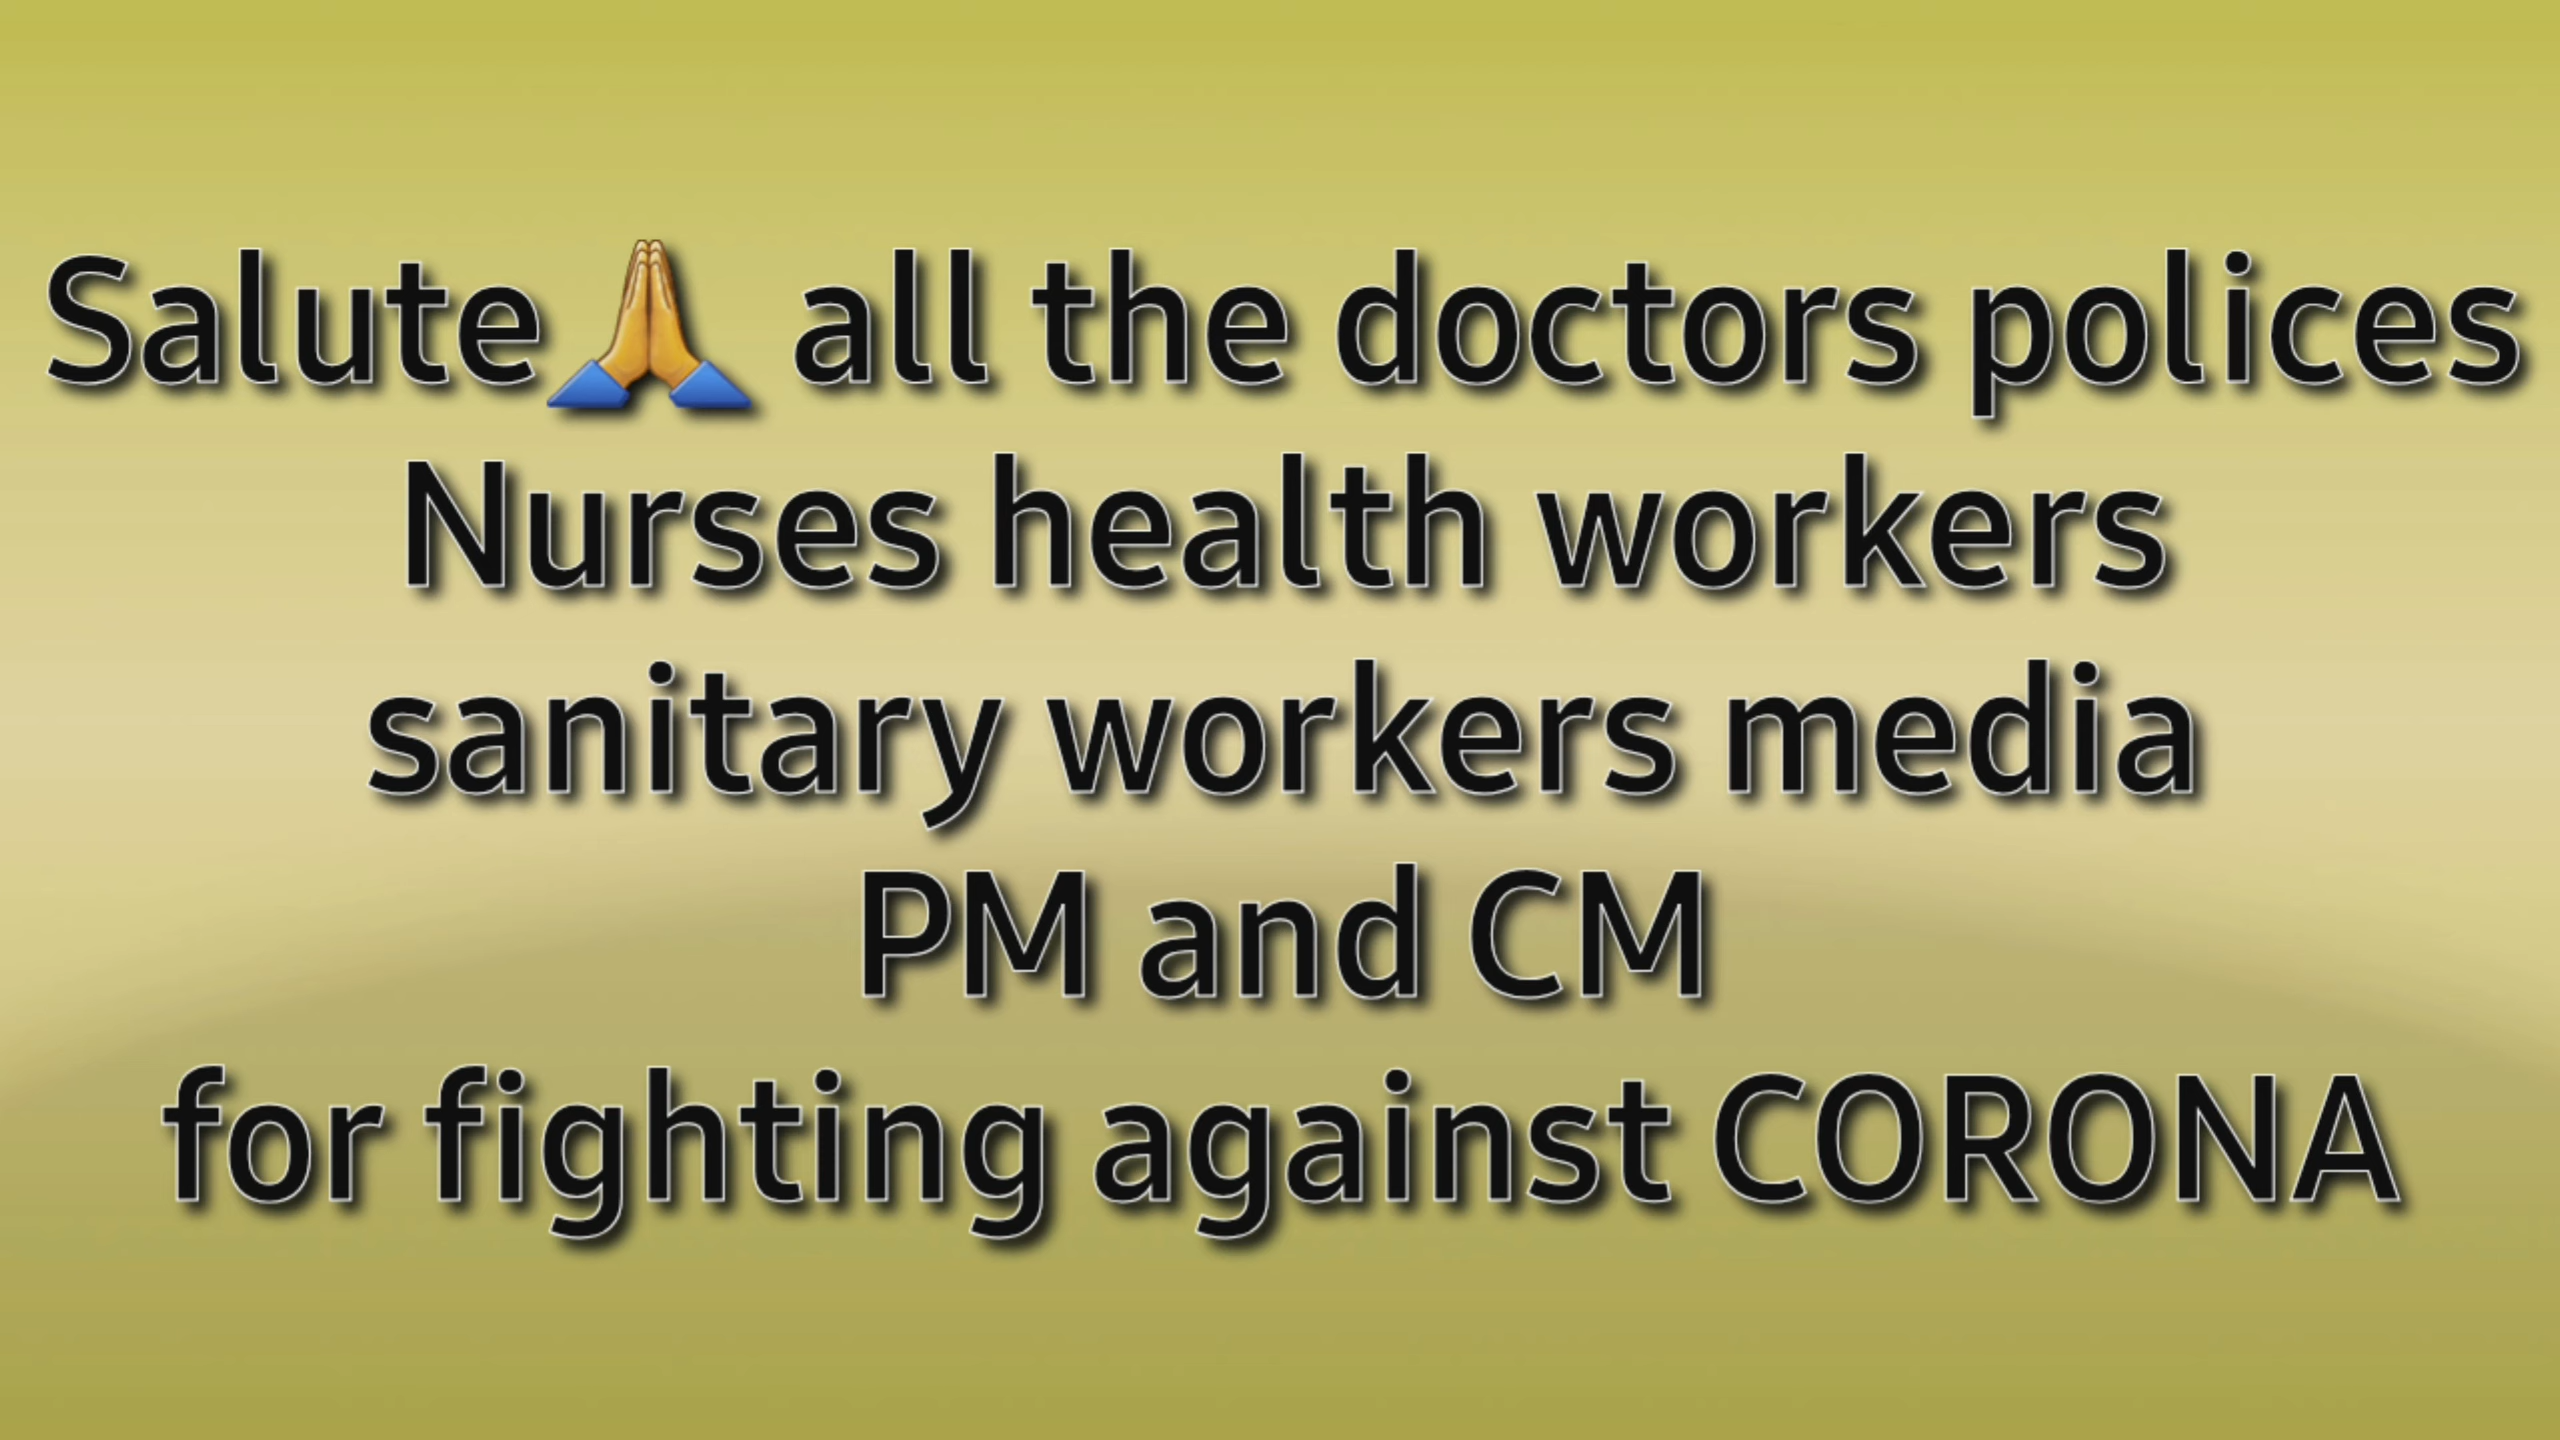 Salute🙏 all the doctors polices
Nurses health workers
sanitary workers media
PM and CM
for fighting against CORONA